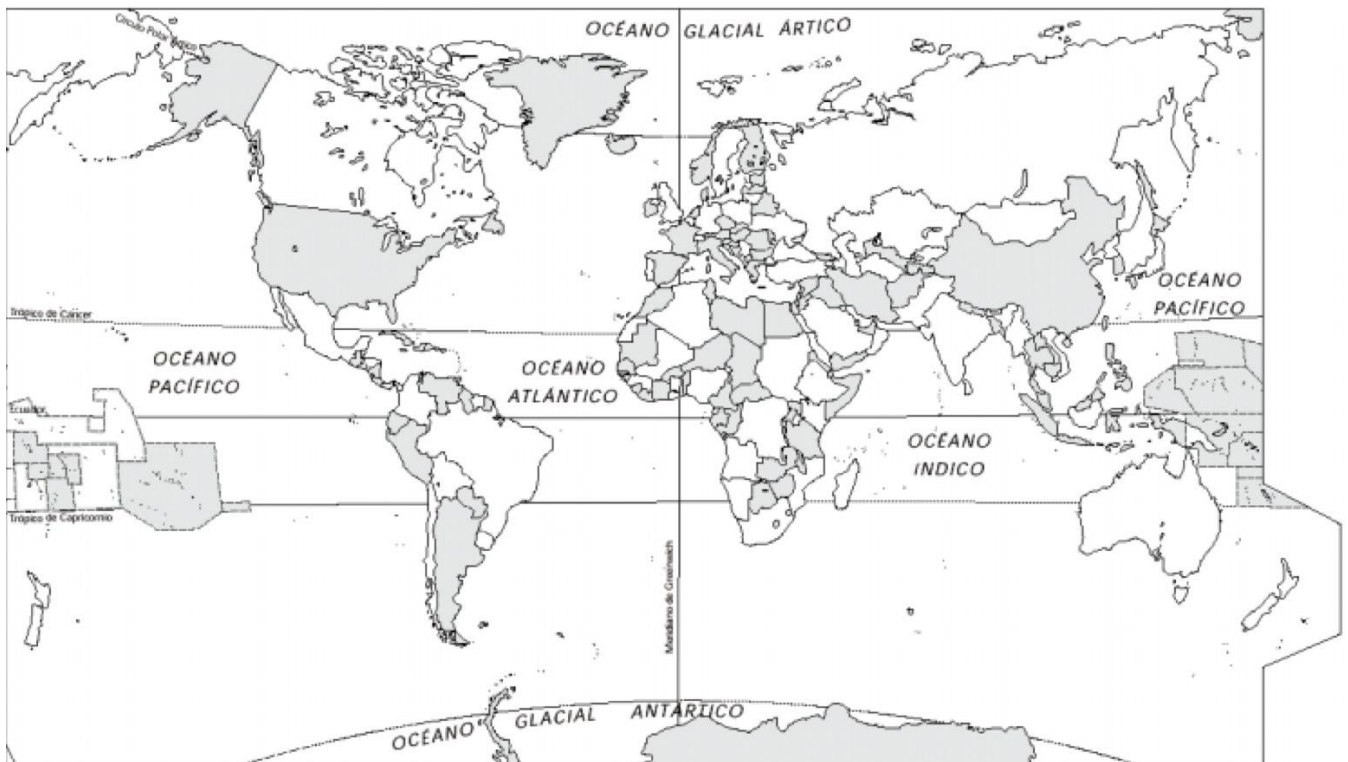 Círculo Polar Ártico
OCÉANO GLACIAL ÁRTICO
OCÉANO
PACÍFICO
Trópico de Cáncer
OCÉANO
PACÍFICO
OCÉANO
ATLÁNTICO
Ecuador
OCÉANO
ÍNDICO
Trópico de Capricornio
Meridiano de Greenwich
OCÉANO GLACIAL ANTÁRTICO